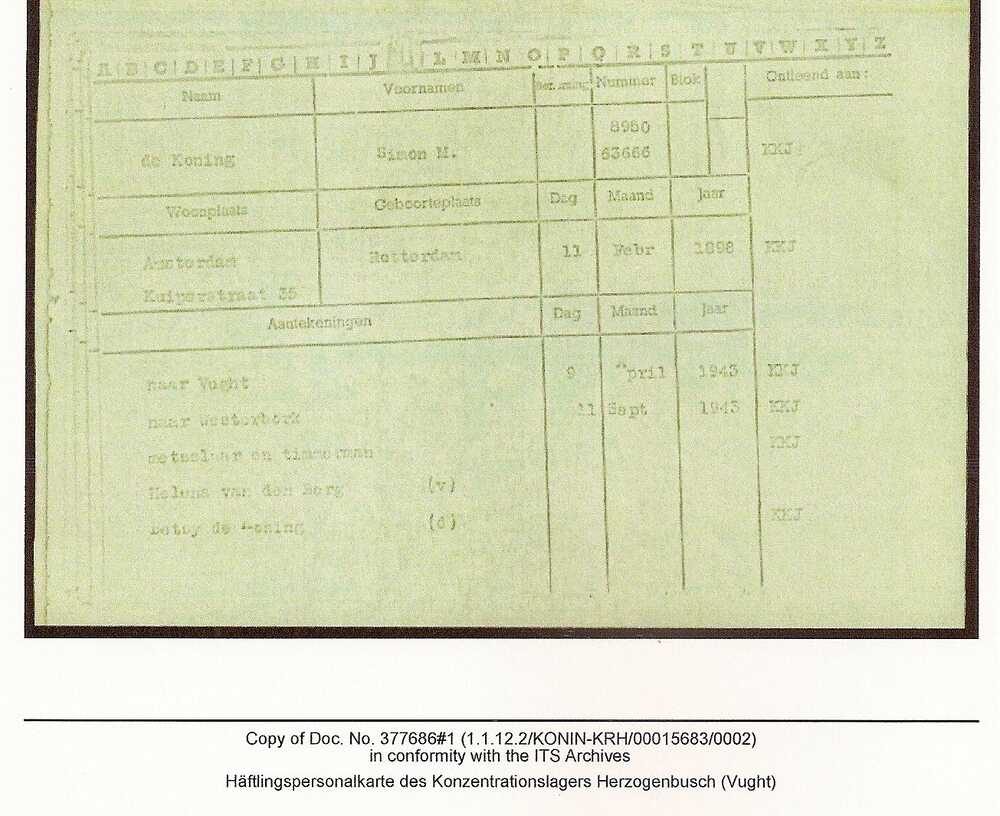 A B C D E F G H I J L M N O P Q R S T U V W X Y Z
Naam Voornamen Nummer Blok Ontleend aan:
8950
de Koning Simon M. 63666 KKJ
Woonplaats Geboorteplaats Dag Maand Jaar
Amsterdam Rotterdam 11 Febr 1898 KKJ
Kuiperstraat 35
Aantekeningen Dag Maand Jaar
naar Vught 9 April 1943 KKJ
naar Westerbork 11 Sept 1943 KKJ
metselaar en timmerman KKJ
Helena van den Berg (v)
Betsy de Koning (d) KKJ
Copy of Doc. No. 377686#1 (1.1.12.2/KONIN-KRH/00015683/0002)
in conformity with the ITS Archives
Häftlingspersonalkarte des Konzentrationslagers Herzogenbusch (Vught)